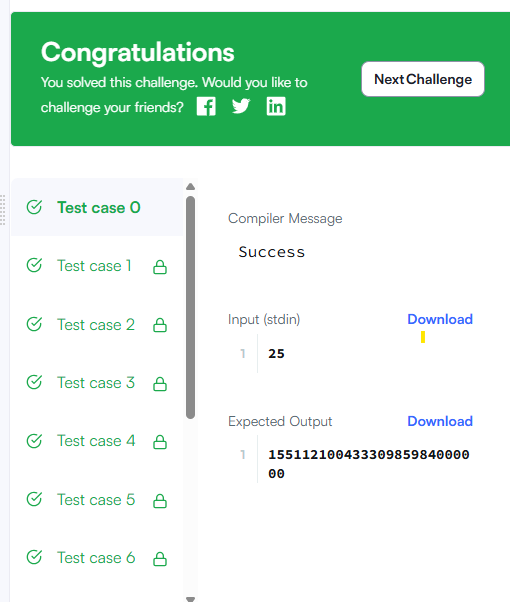 Congratulations
You solved this challenge. Would you like to
challenge your friends?
Next Challenge
Test case 0
Test case 1
Test case 2
Test case 3
Test case 4
Test case 5
Test case 6
Compiler Message
Success
Input (stdin) Download
1 25
Expected Output Download
1 155112100433309859840000
00